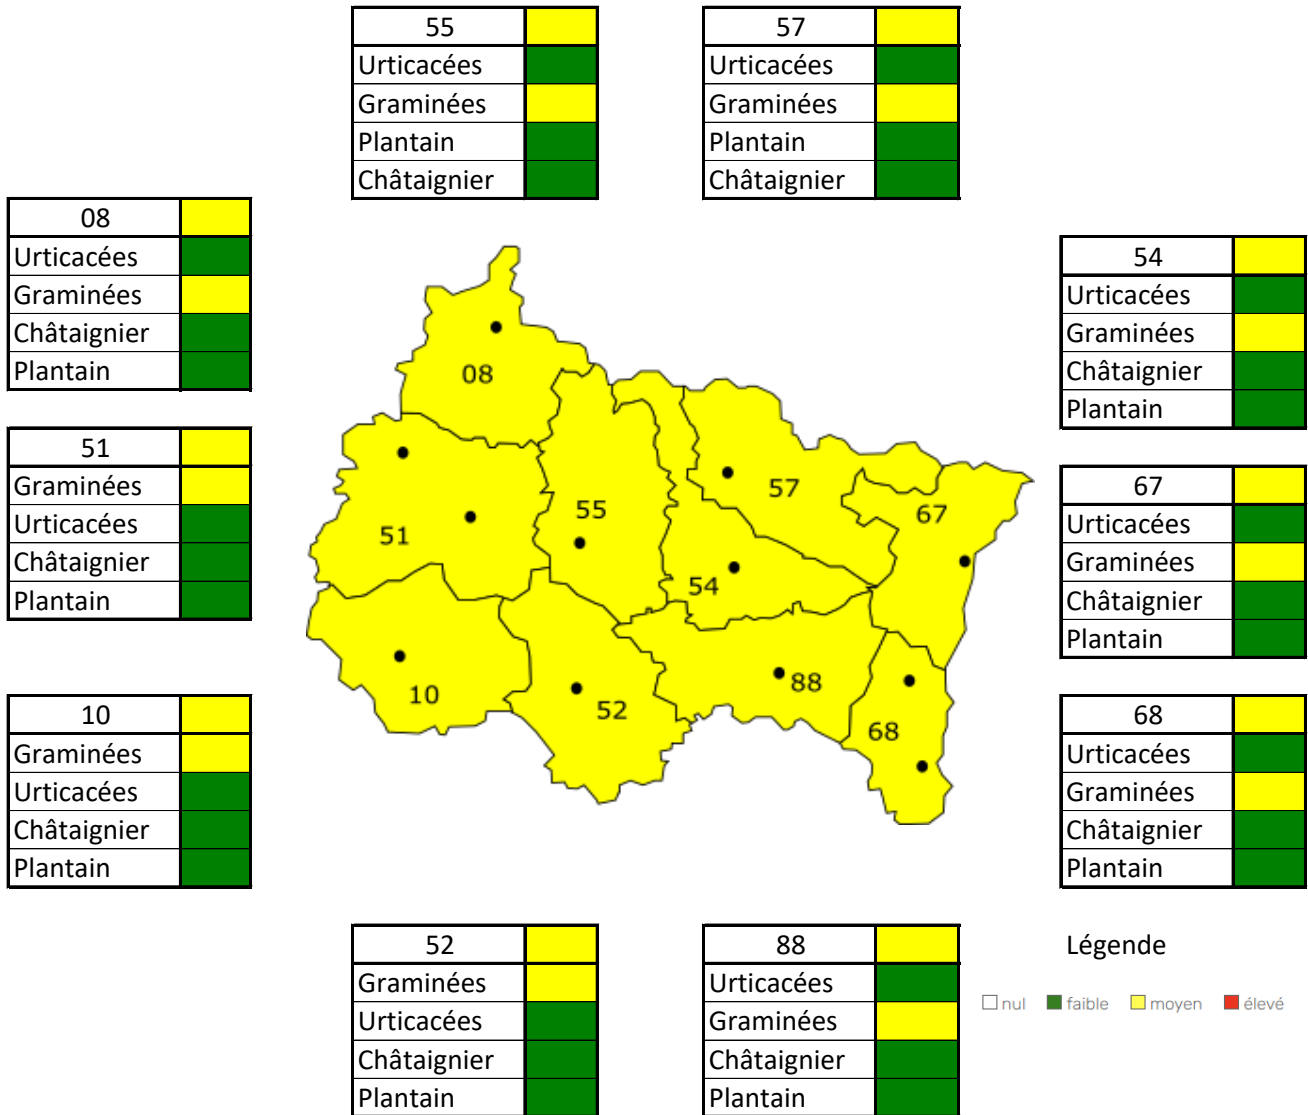 55
Urticacées
Graminées
Plantain
Châtaignier
57
Urticacées
Graminées
Plantain
Châtaignier
08
Urticacées
Graminées
Châtaignier
Plantain
51
Graminées
Urticacées
Châtaignier
Plantain
10
Graminées
Urticacées
Châtaignier
Plantain
08
57
67
55
51
54
88
10
52
68
54
Urticacées
Graminées
Châtaignier
Plantain
67
Urticacées
Graminées
Châtaignier
Plantain
68
Urticacées
Graminées
Châtaignier
Plantain
52
Graminées
Urticacées
Châtaignier
Plantain
88
Urticacées
Graminées
Châtaignier
Plantain
Légende
nul faible moyen élevé